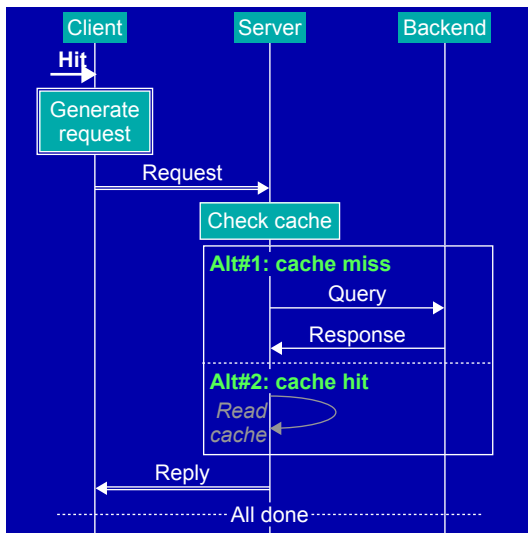 Client Server Backend
Hit
Generate
request
Request
Check cache
Alt#1: cache miss
Query
Response
Alt#2: cache hit
Read
cache
Reply
All done